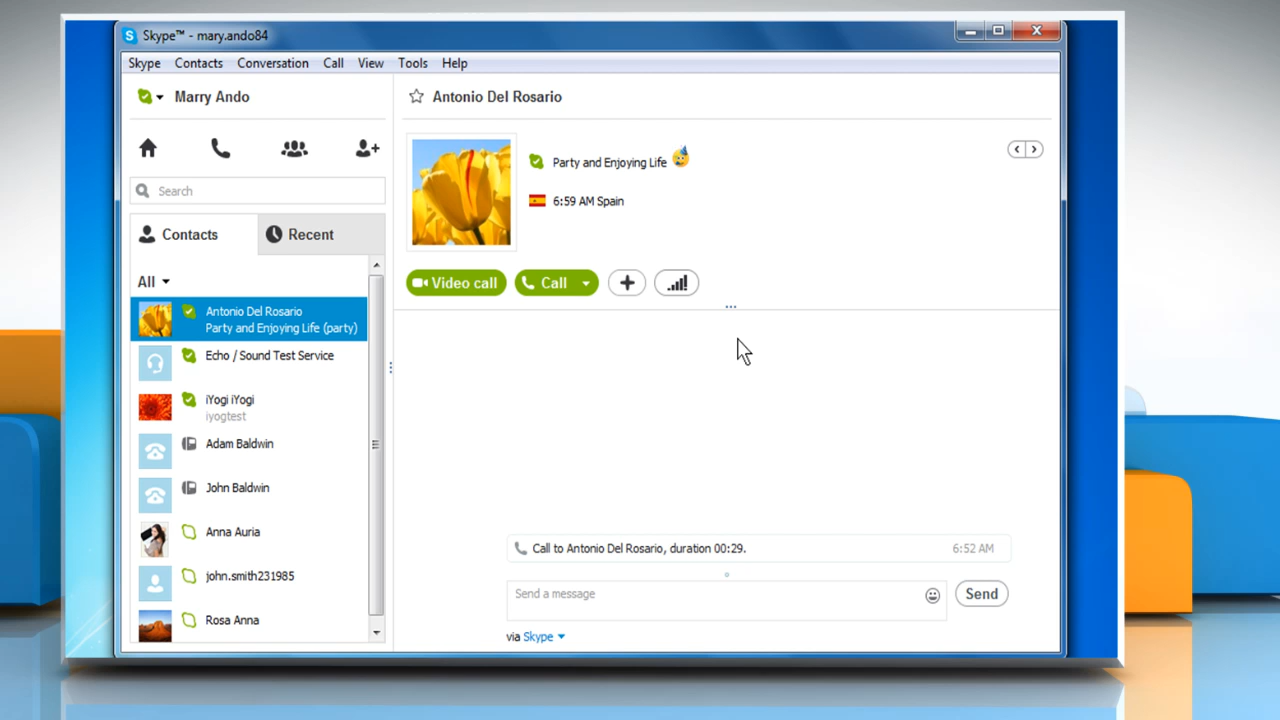 Skype™ - mary.ando84
Skype Contacts Conversation Call View Tools Help
Marry Ando
Search
Contacts
Recent
All
Antonio Del Rosario
Party and Enjoying Life (party)
Echo / Sound Test Service
iYogi iYogi
iyogtest
Adam Baldwin
John Baldwin
Anna Auria
john.smith231985
Rosa Anna
Antonio Del Rosario
Party and Enjoying Life
6:59 AM Spain
Video call
Call
Call to Antonio Del Rosario, duration 00:29.
6:52 AM
Send a message
Send
via Skype